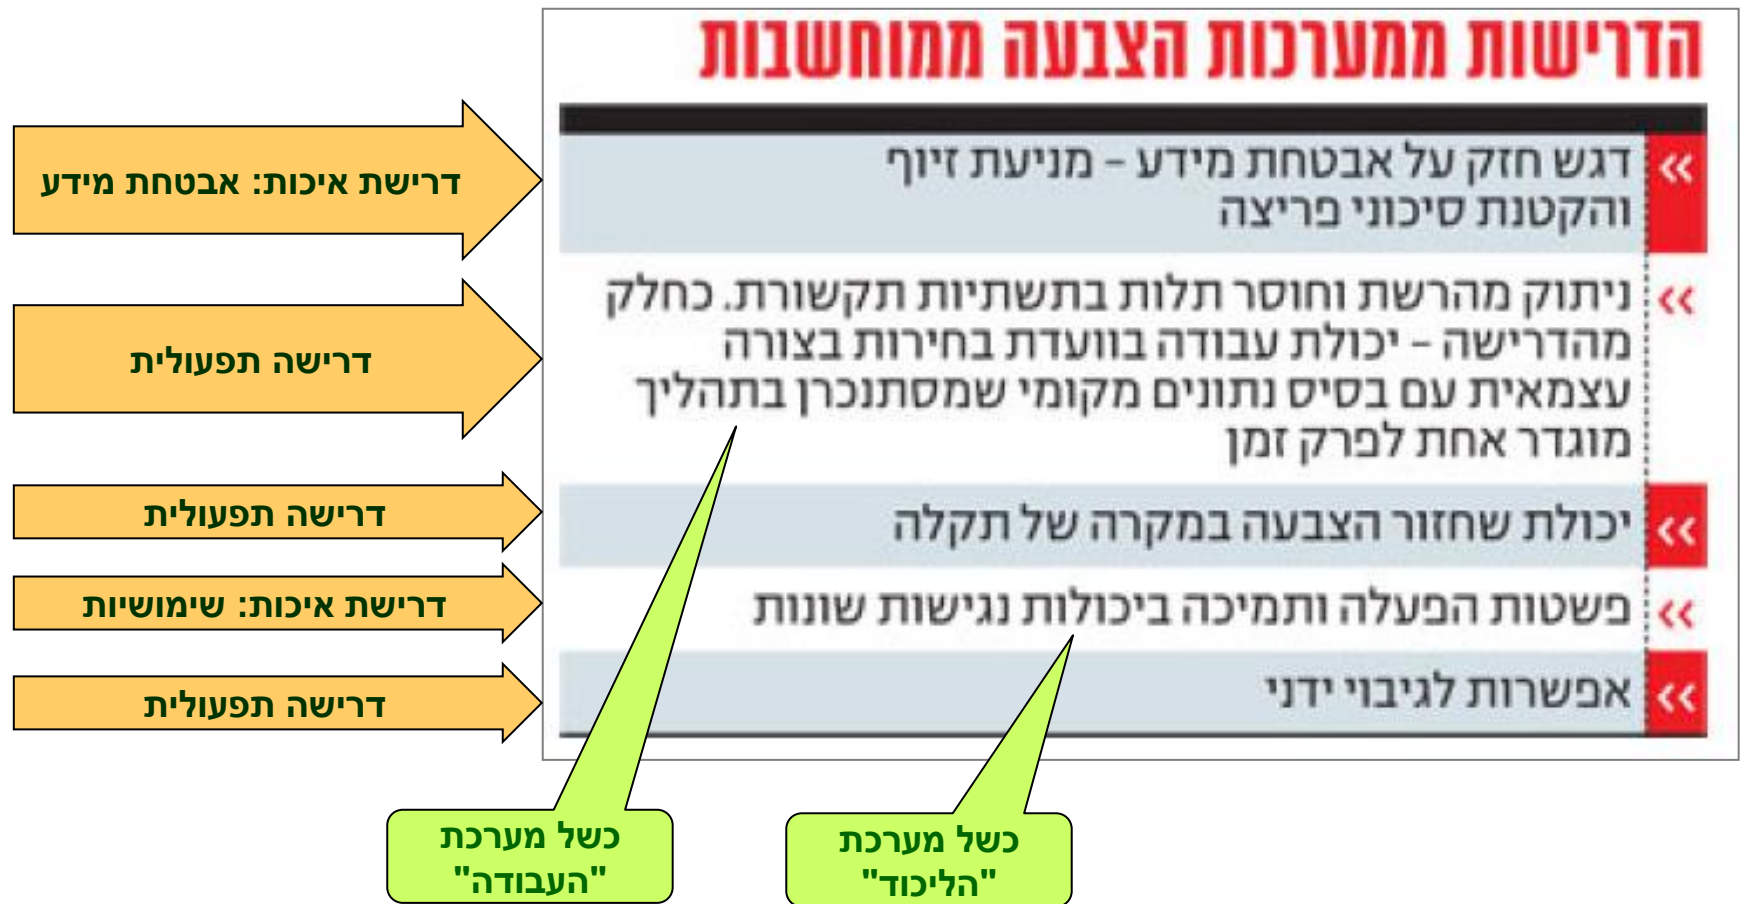 הדרישות ממערכות הצבעה ממוחשבות
דגש חזק על אבטחת מידע – מניעת זיוף
והקטנת סיכוני פריצה
דרישת איכות: אבטחת מידע
ניתוק מהרשת וחוסר תלות בתשתיות תקשורת. כחלק
מהדרישה – יכולת עבודה בוועדת בחירות בצורה
עצמאית עם בסיס נתונים מקומי שמסתנכרן בתהליך
מוגדר אחת לפרק זמן
דרישה תפעולית
יכולת שחזור הצבעה במקרה של תקלה
דרישה תפעולית
פשטות הפעלה ותמיכה ביכולות נגישות שונות
דרישת איכות: שימושיות
אפשרות לגיבוי ידני
דרישה תפעולית
כשל מערכת
"הליכוד"
כשל מערכת
"העבודה"